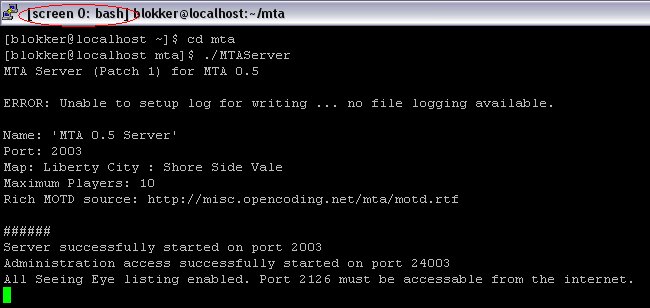 [screen 0: bash] blokker@localhost:~/mta
[blokker@localhost ~]$ cd mta
[blokker@localhost mta]$ ./MTAServer
MTA Server (Patch 1) for MTA 0.5
ERROR: Unable to setup log for writing ... no file logging available.
Name: 'MTA 0.5 Server'
Port: 2003
Map: Liberty City : Shore Side Vale
Maximum Players: 10
Rich MOTD source: http://misc.opencoding.net/mta/motd.rtf
######
Server successfully started on port 2003
Administration access successfully started on port 24003
All Seeing Eye listing enabled. Port 2126 must be accessable from the internet.